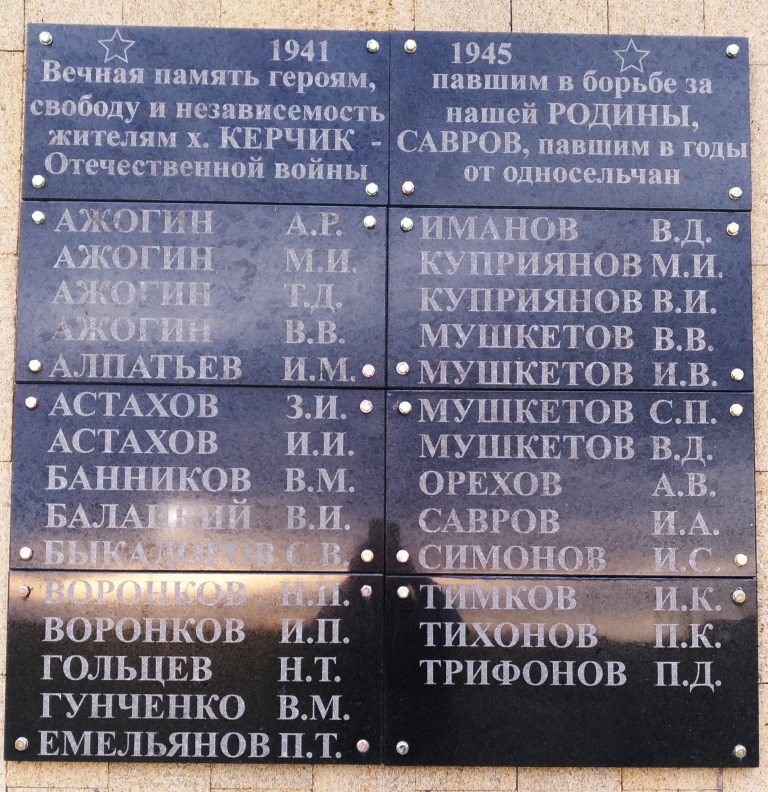 1941 1945
Вечная память героям, павшим в борьбе за
свободу и независемость нашей РОДИНЫ,
жителям х. КЕРЧИК - САВРОВ, павшим в годы
Отечественной войны от односельчан
АЖОГИН А.Р.
АЖОГИН М.И.
АЖОГИН Т.Д.
АЖОГИН В.В.
АЛПАТЬЕВ И.М.
АСТАХОВ З.И.
АСТАХОВ И.И.
БАННИКОВ В.М.
БАЛАЦКИЙ В.И.
БЫКАДОРОВ С.В.
ВОРОНКОВ Н.П.
ВОРОНКОВ И.П.
ГОЛЬЦЕВ Н.Т.
ГУНЧЕНКО В.М.
ЕМЕЛЬЯНОВ П.Т.
ИМАНОВ В.Д.
КУПРИЯНОВ М.И.
КУПРИЯНОВ В.И.
МУШКЕТОВ В.В.
МУШКЕТОВ И.В.
МУШКЕТОВ С.П.
МУШКЕТОВ В.Д.
ОРЕХОВ А.В.
САВРОВ И.А.
СИМОНОВ И.С.
ТИМКОВ И.К.
ТИХОНОВ П.К.
ТРИФОНОВ П.Д.